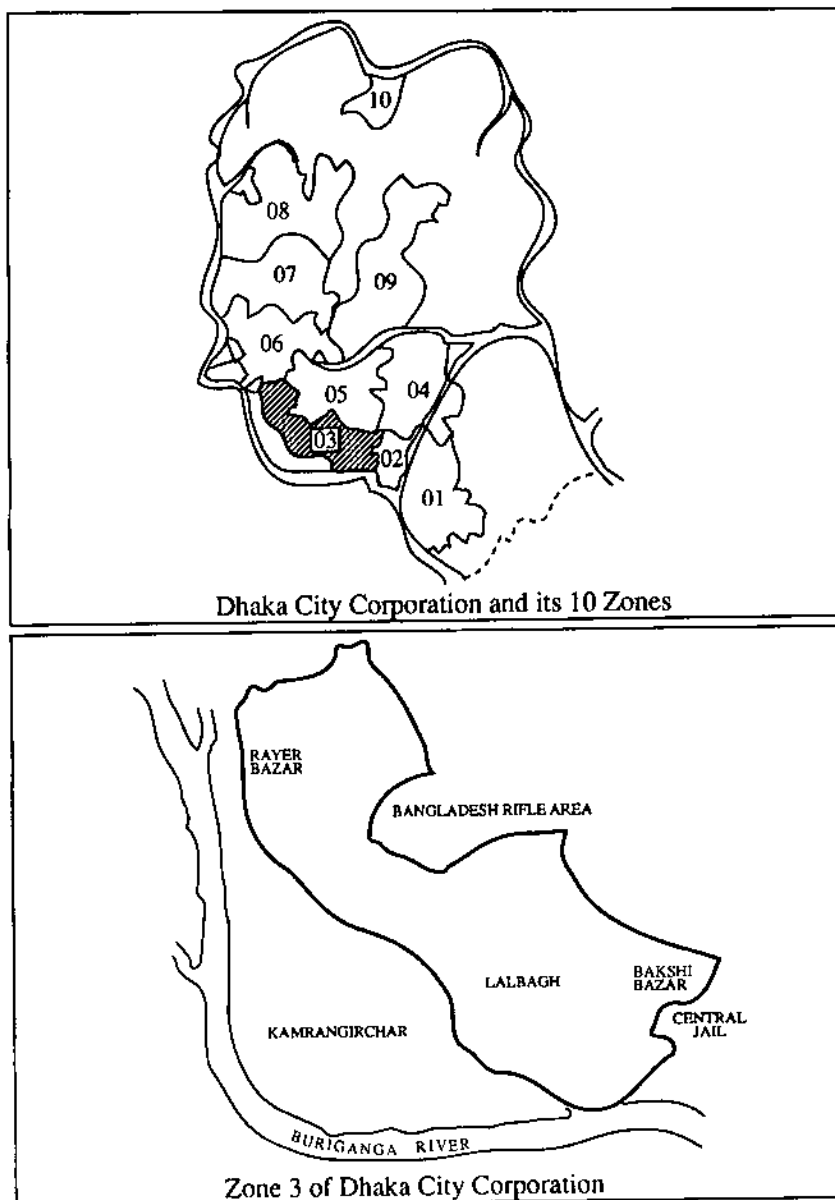 10
08
07
09
06
05
04
03
02
01
Dhaka City Corporation and its 10 Zones
RAYER
BAZAR
BANGLADESH RIFLE AREA
LALBAGH
BAKSHI
BAZAR
CENTRAL
JAIL
KAMRANGIRCHAR
BURIGANGA RIVER
Zone 3 of Dhaka City Corporation